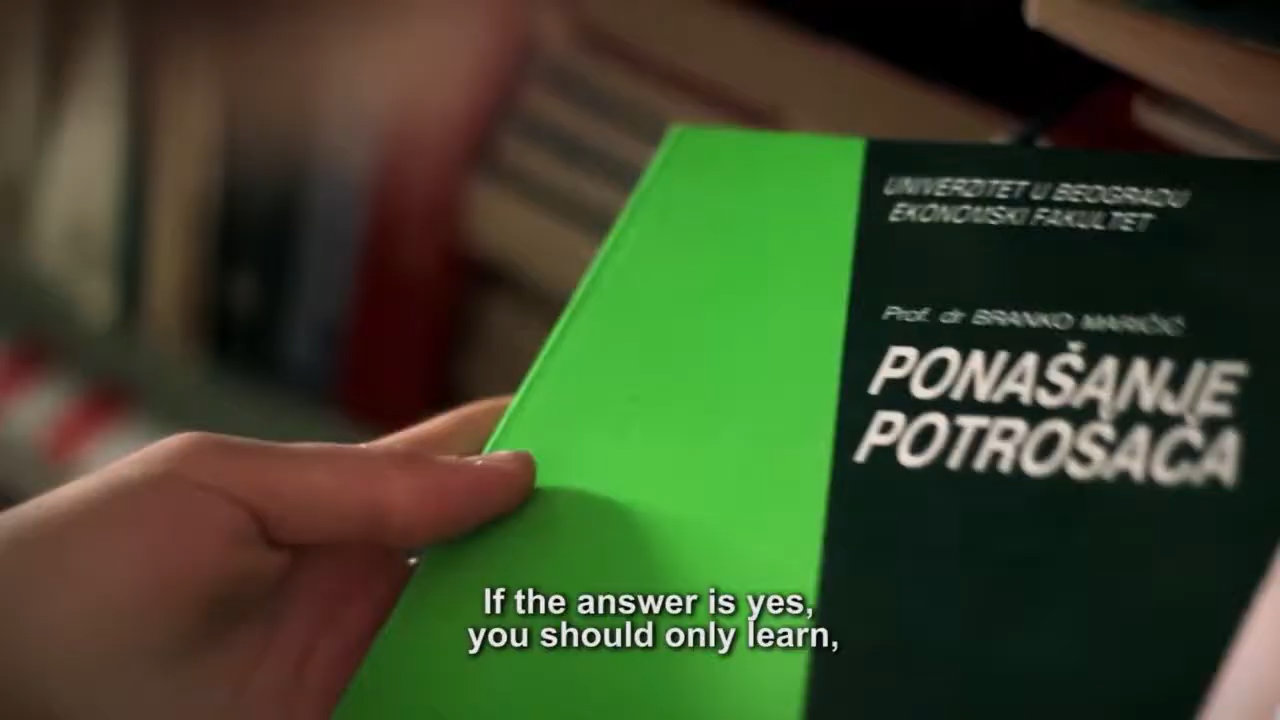 UNIVERZITET U BEOGRADU
EKONOMSKI FAKULTET
Prof. dr BRANKO MARIČIĆ
PONAŠANJE
POTROŠAČA
If the answer is yes,
you should only learn,